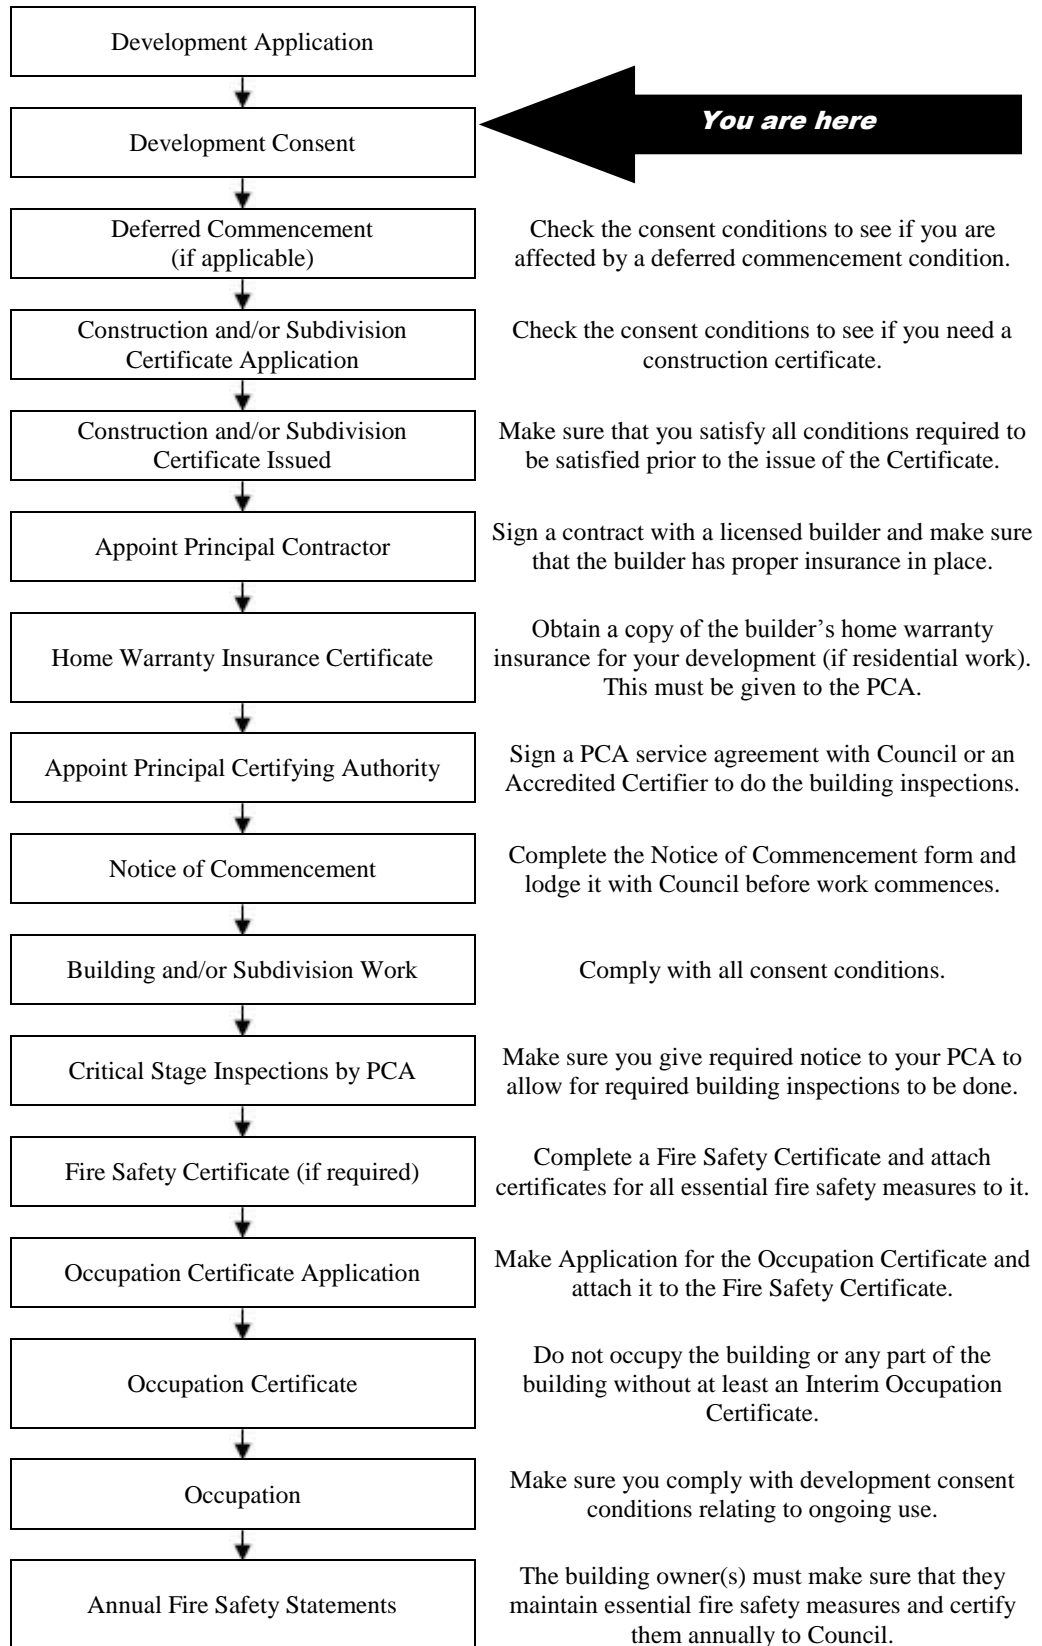 Development Application
Development Consent
You are here
Deferred Commencement
(if applicable)
Check the consent conditions to see if you are
affected by a deferred commencement condition.
Construction and/or Subdivision
Certificate Application
Check the consent conditions to see if you need a
construction certificate.
Construction and/or Subdivision
Certificate Issued
Make sure that you satisfy all conditions required to
be satisfied prior to the issue of the Certificate.
Appoint Principal Contractor
Sign a contract with a licensed builder and make sure
that the builder has proper insurance in place.
Home Warranty Insurance Certificate
Obtain a copy of the builder’s home warranty
insurance for your development (if residential work).
This must be given to the PCA.
Appoint Principal Certifying Authority
Sign a PCA service agreement with Council or an
Accredited Certifier to do the building inspections.
Notice of Commencement
Complete the Notice of Commencement form and
lodge it with Council before work commences.
Building and/or Subdivision Work
Comply with all consent conditions.
Critical Stage Inspections by PCA
Make sure you give required notice to your PCA to
allow for required building inspections to be done.
Fire Safety Certificate (if required)
Complete a Fire Safety Certificate and attach
certificates for all essential fire safety measures to it.
Occupation Certificate Application
Make Application for the Occupation Certificate and
attach it to the Fire Safety Certificate.
Occupation Certificate
Do not occupy the building or any part of the
building without at least an Interim Occupation
Certificate.
Occupation
Make sure you comply with development consent
conditions relating to ongoing use.
Annual Fire Safety Statements
The building owner(s) must make sure that they
maintain essential fire safety measures and certify
them annually to Council.